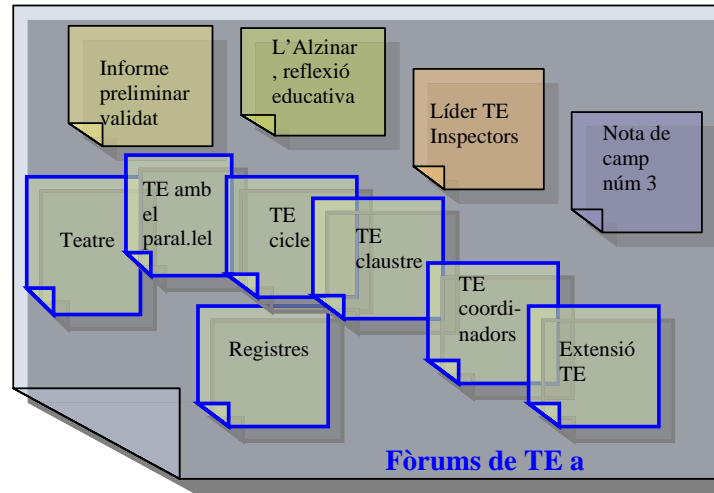 Informe
preliminar
validat
L’Alzinar
, reflexió
educativa
Líder TE
Inspectors
Nota de
camp
núm 3
Teatre
TE amb
el
paral.lel
TE
cicle
TE
claustre
TE
coordi-
nadors
Registres
Extensió
TE
Fòrums de TE a